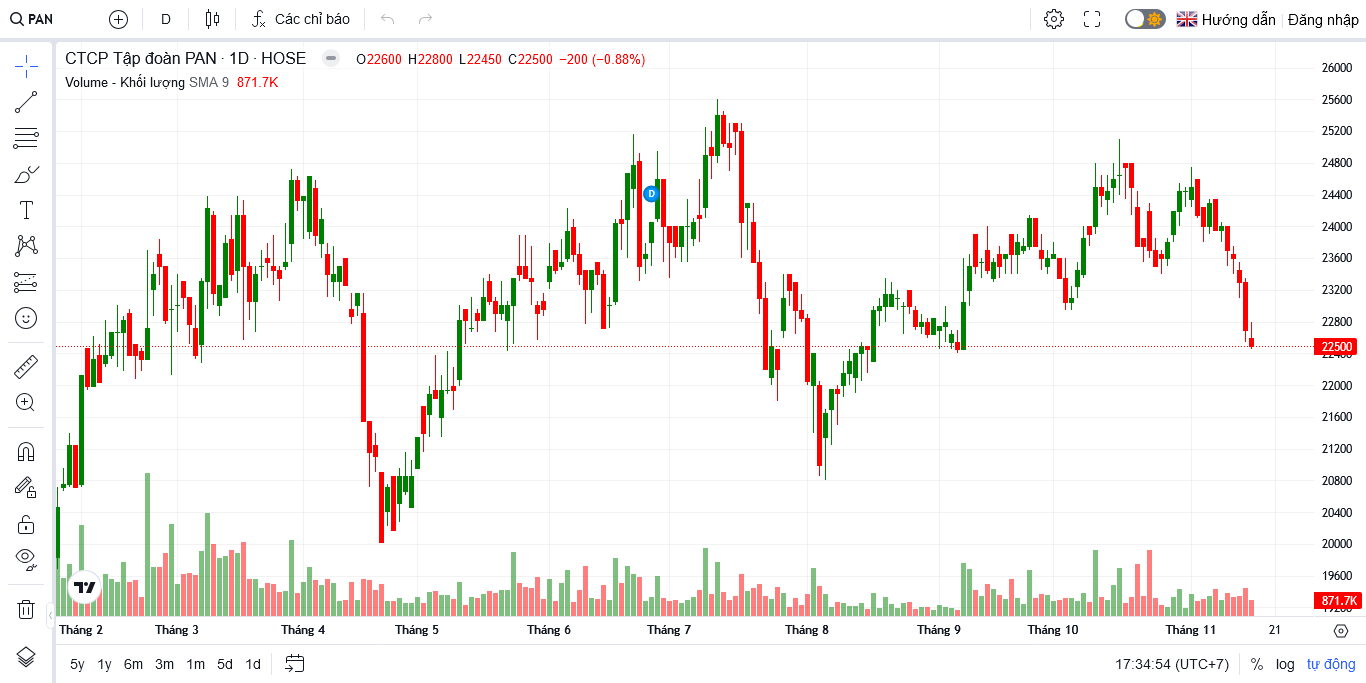 PAN D Các chỉ báo Hướng dẫn Đăng nhập
CTCP Tập đoàn PAN · 1D · HOSE O22600 H22800 L22450 C22500 −200 (−0.88%)
Volume - Khối lượng SMA 9 871.7K
26000
25600
25200
24800
24400
D
24000
23600
23200
22800
22500
22400
22000
21600
21200
20800
20400
20000
19600
871.7K
19200
Tháng 2 Tháng 3 Tháng 4 Tháng 5 Tháng 6 Tháng 7 Tháng 8 Tháng 9 Tháng 10 Tháng 11 21
5y 1y 6m 3m 1m 5d 1d 17:34:54 (UTC+7) % log tự động